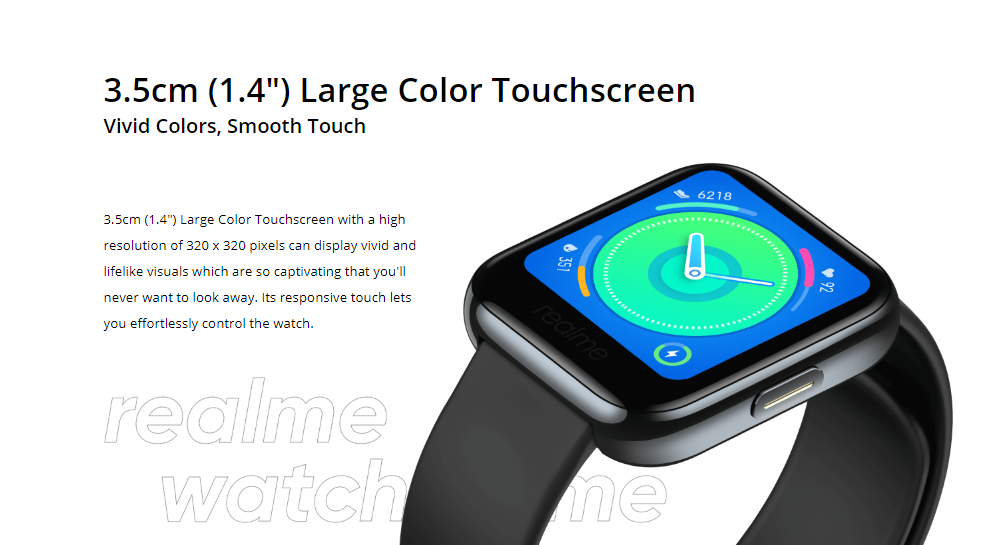 3.5cm (1.4") Large Color Touchscreen
Vivid Colors, Smooth Touch
3.5cm (1.4") Large Color Touchscreen with a high
resolution of 320 x 320 pixels can display vivid and
lifelike visuals which are so captivating that you'll
never want to look away. Its responsive touch lets
you effortlessly control the watch.
6218
351
92
realme
realme
watch me